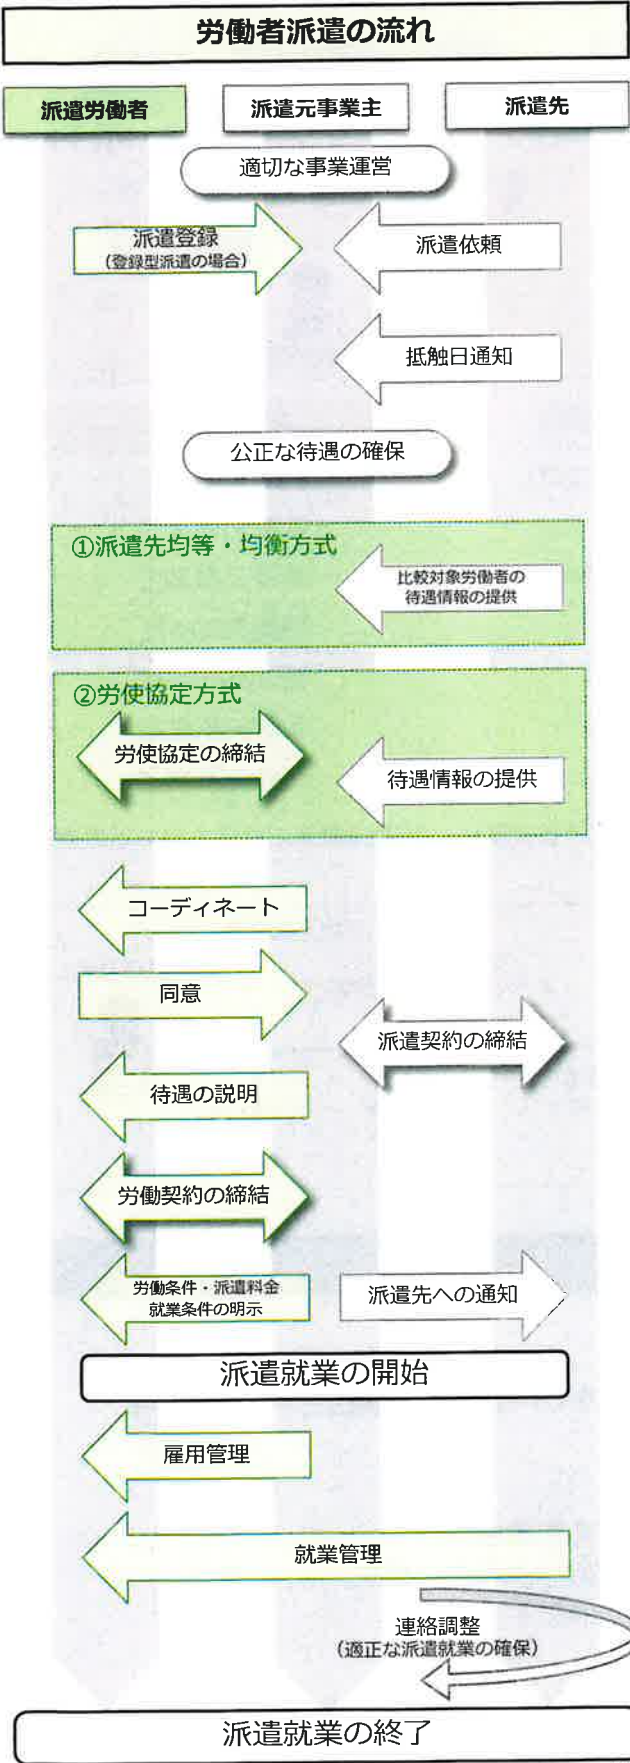 労働者派遣の流れ
派遣労働者
派遣元事業主
派遣先
適切な事業運営
派遣登録
(登録型派遣の場合)
派遣依頼
抵触日通知
公正な待遇の確保
①派遣先均等・均衡方式
比較対象労働者の
待遇情報の提供
②労使協定方式
労使協定の締結
待遇情報の提供
コーディネート
同意
派遣契約の締結
待遇の説明
労働契約の締結
労働条件・派遣料金
就業条件の明示
派遣先への通知
派遣就業の開始
雇用管理
就業管理
連絡調整
(適正な派遣就業の確保)
派遣就業の終了